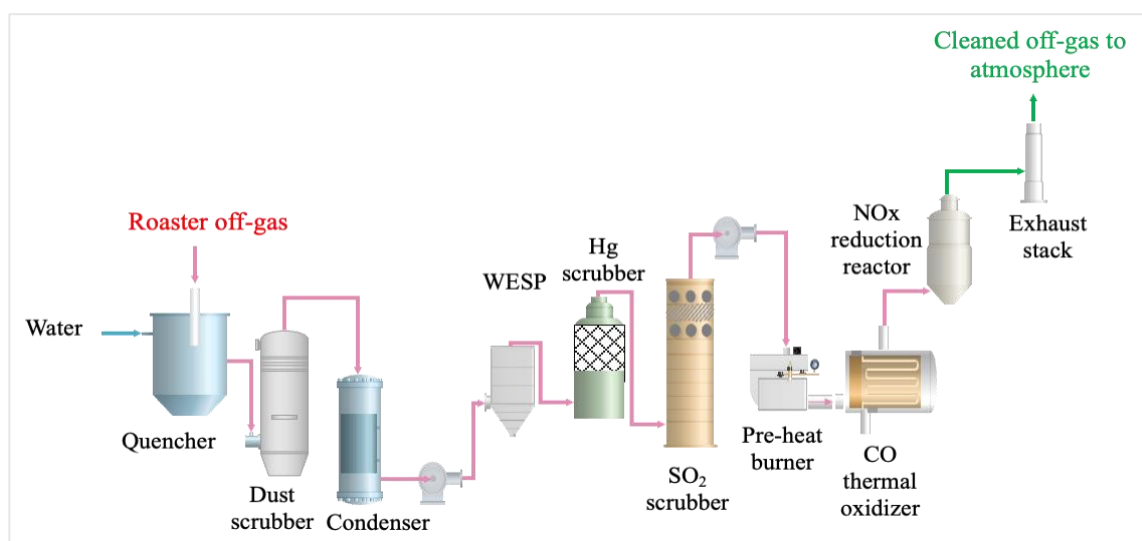 Cleaned off-gas to
atmosphere
Roaster off-gas
NOx
reduction
reactor
Exhaust
stack
Hg
scrubber
WESP
Water
Quencher
Dust
scrubber
Condenser
SO₂
scrubber
Pre-heat
burner
CO
thermal
oxidizer